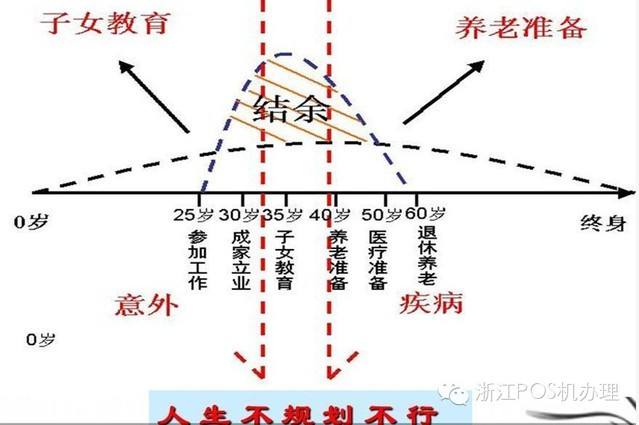 子女教育
养老准备
结余
0岁
25岁 30岁 35岁 40岁 50岁 60岁
终身
参加工作
成家立业
子女教育
养老准备
医疗准备
退休养老
意外
疾病
0岁
浙江POS机办理
人生不规划不行